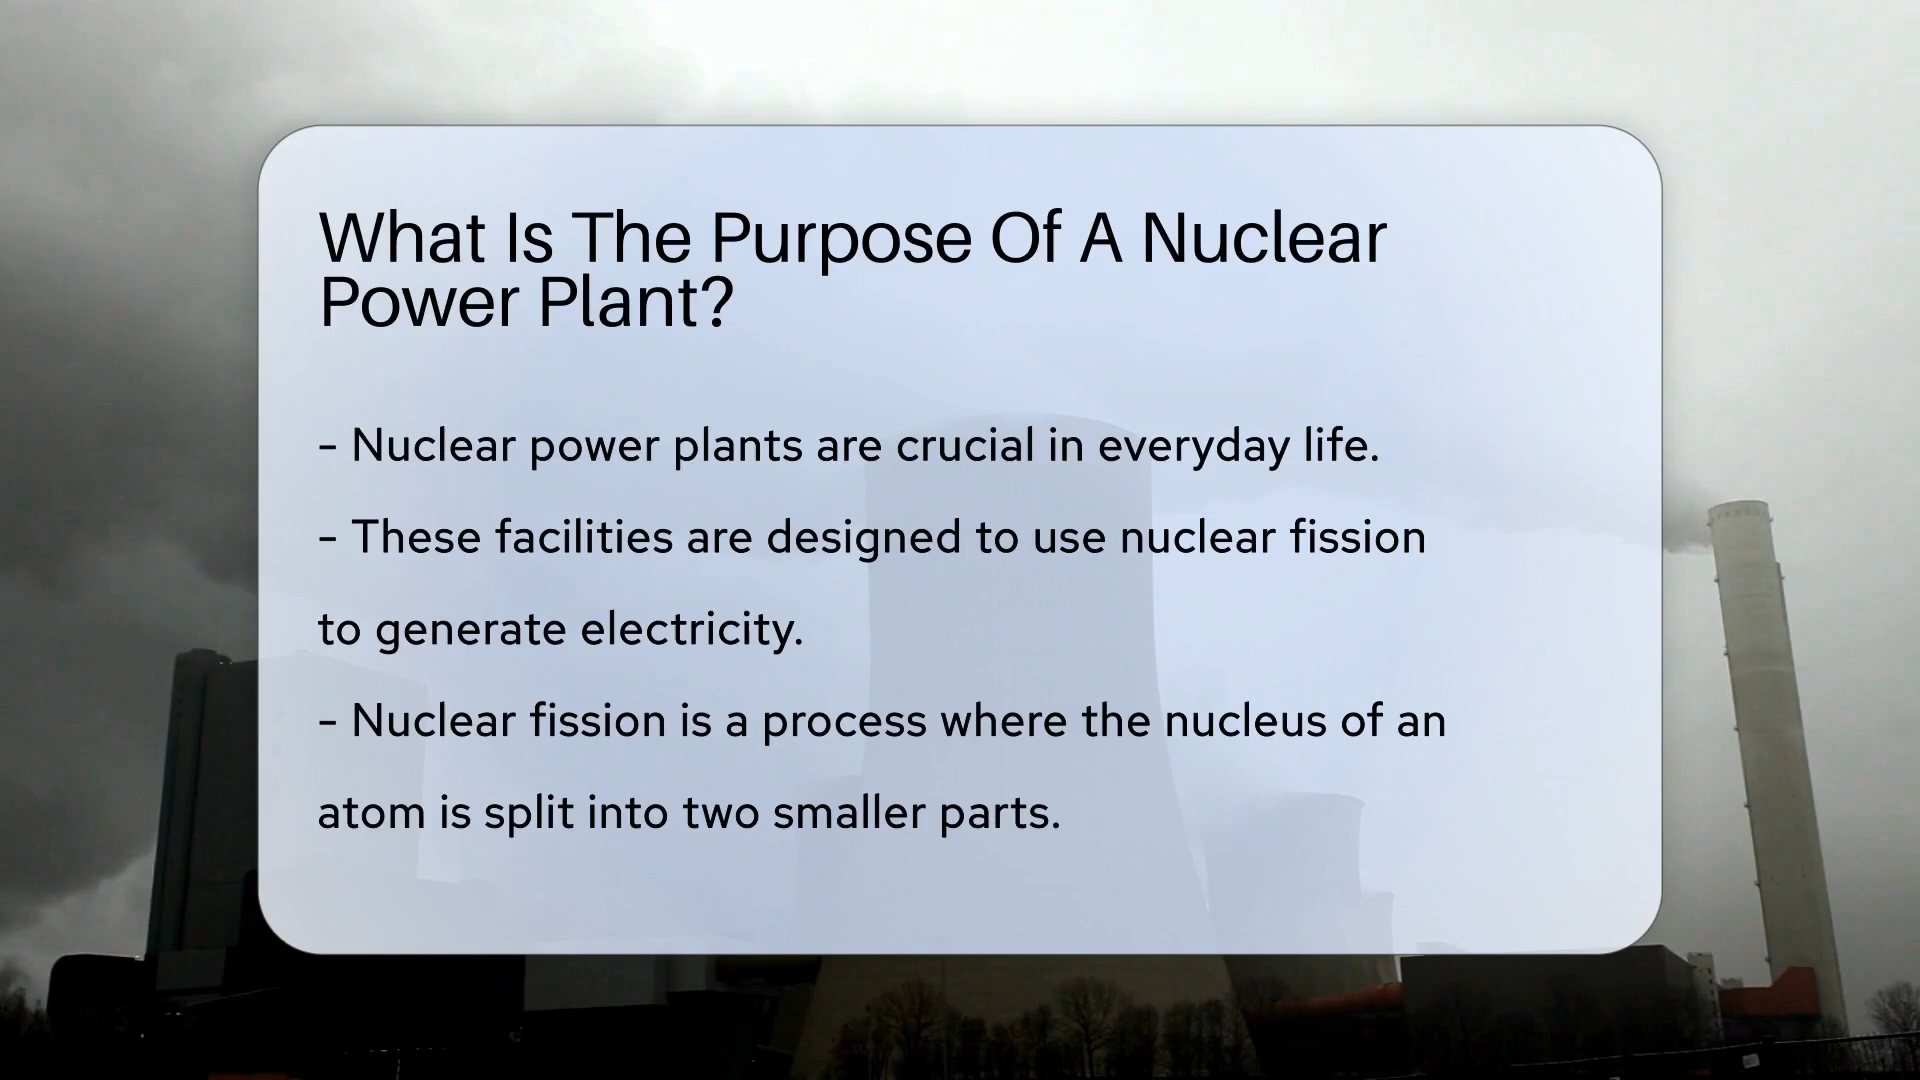 What Is The Purpose Of A Nuclear
Power Plant?
- Nuclear power plants are crucial in everyday life.
- These facilities are designed to use nuclear fission
to generate electricity.
- Nuclear fission is a process where the nucleus of an
atom is split into two smaller parts.